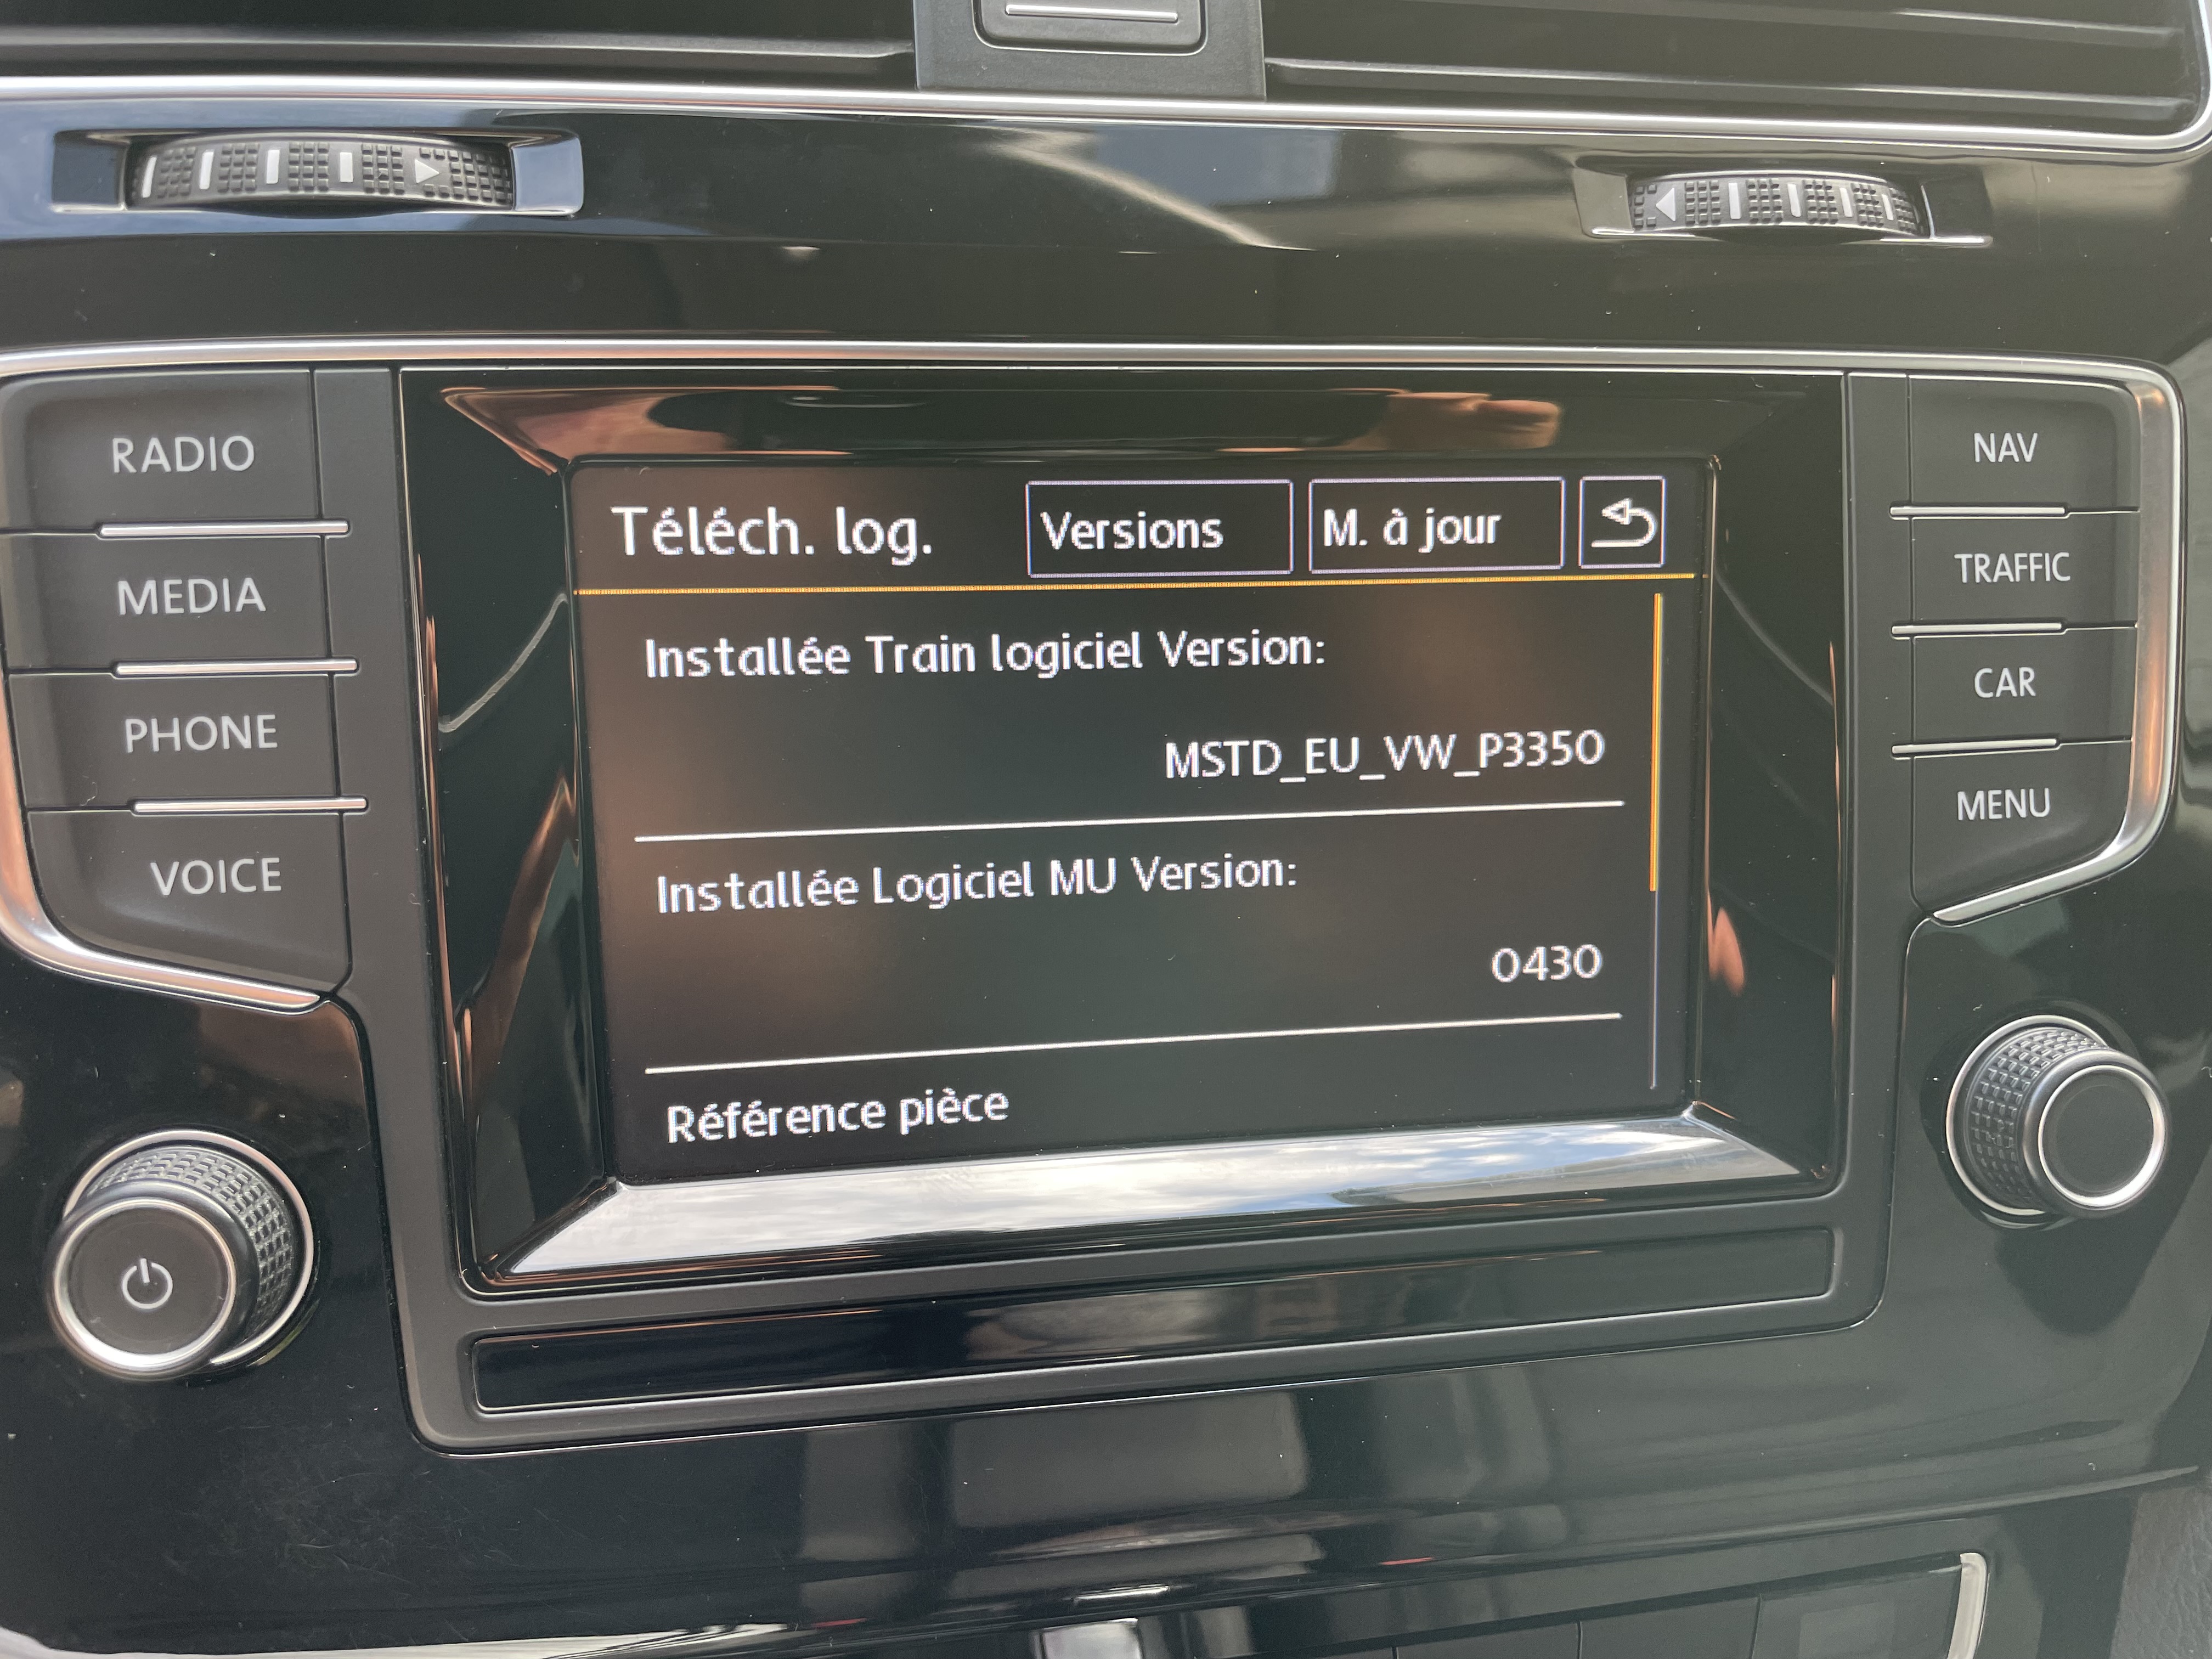 RADIO
MEDIA
PHONE
VOICE
Téléch. log.
Versions
M. à jour
Installée Train logiciel Version:
MSTD_EU_VW_P3350
Installée Logiciel MU Version:
0430
Référence pièce
NAV
TRAFFIC
CAR
MENU